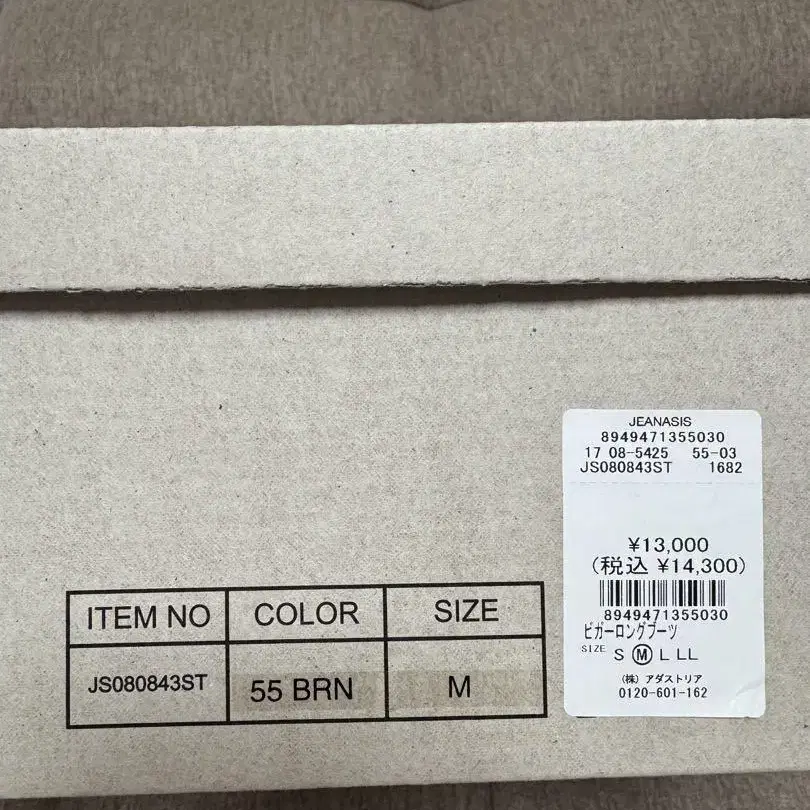 JEANASIS
8949471355030
17 08-5425 55-03
JS080843ST 1682
¥13,000
(税込 ¥14,300)
8949471355030
ビガーロングブーツ
SIZE S M L LL
(株) アダストリア
0120-601-162
ITEM NO COLOR SIZE
JS080843ST 55 BRN M